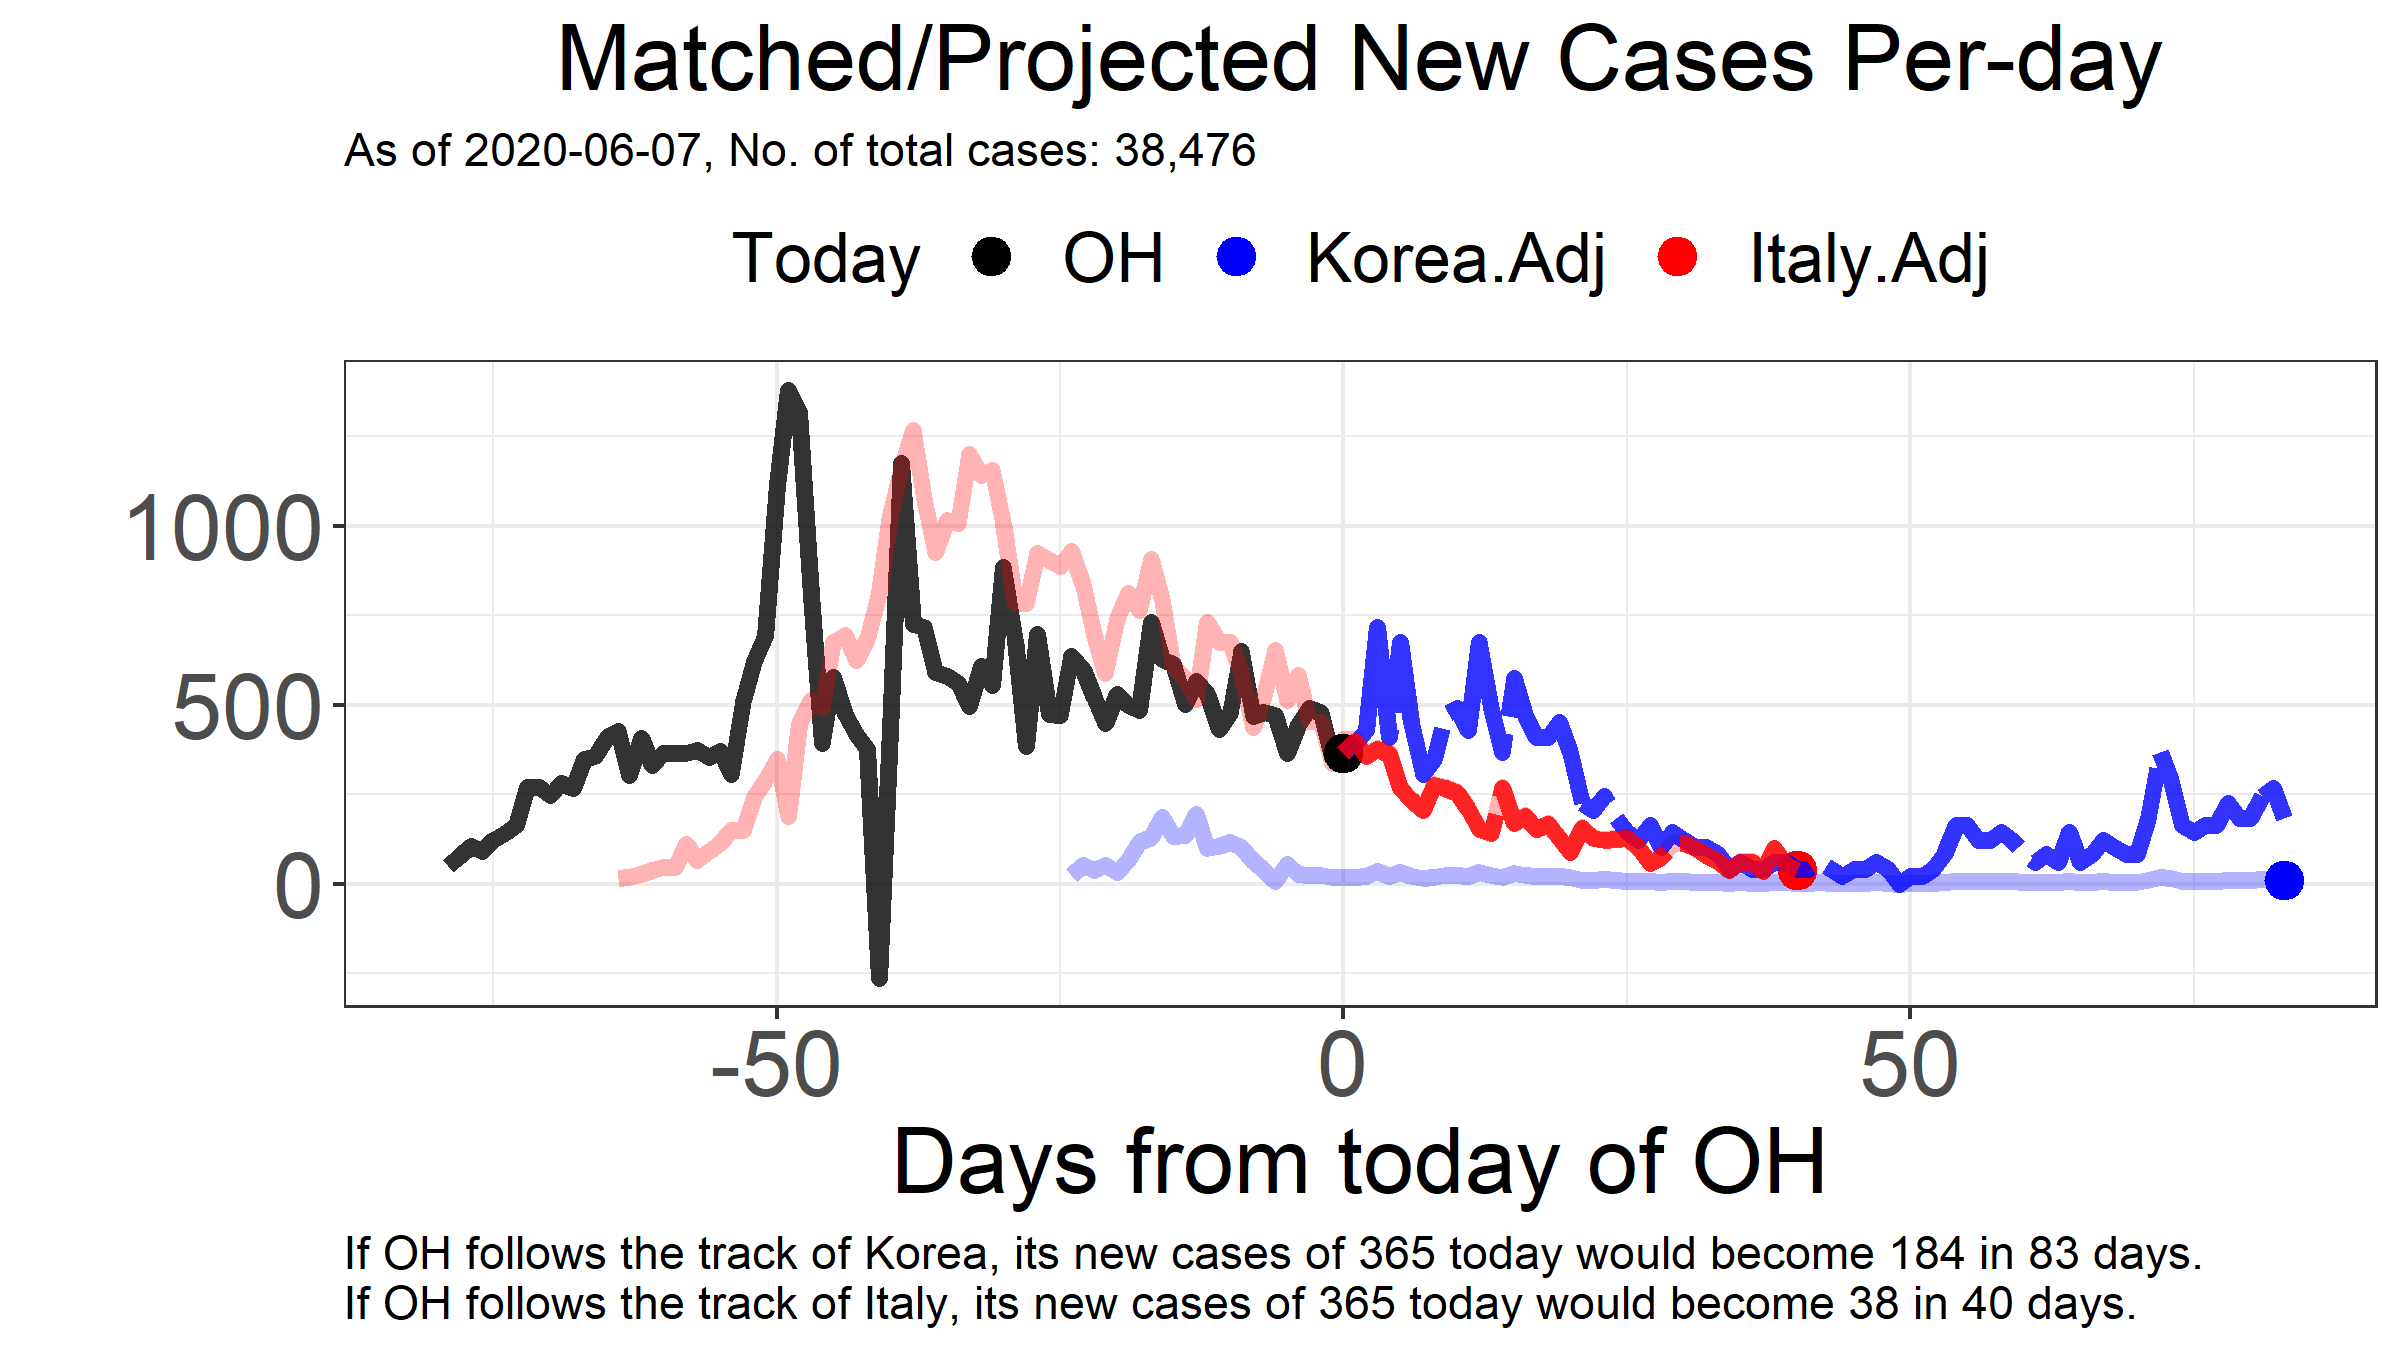 Matched/Projected New Cases Per-day
As of 2020-06-07, No. of total cases: 38,476
Today OH Korea.Adj Italy.Adj
1000
500
0
-50 0 50
Days from today of OH
If OH follows the track of Korea, its new cases of 365 today would become 184 in 83 days.
If OH follows the track of Italy, its new cases of 365 today would become 38 in 40 days.